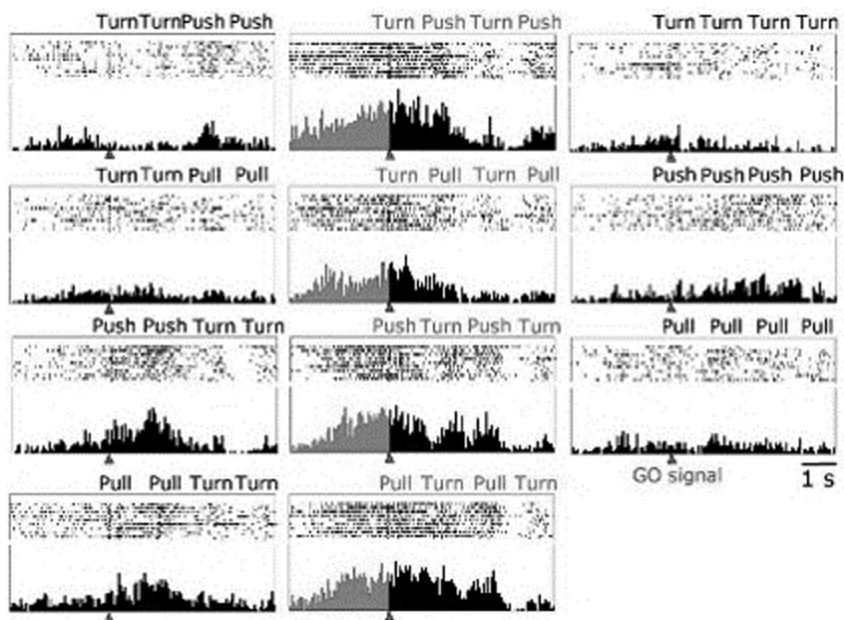 TurnTurnPush Push
Turn Push Turn Push
Turn Turn Turn Turn
Turn Turn Pull Pull
Turn Pull Turn Pull
Push Push Push Push
Push Push Turn Turn
Push Turn Push Turn
Pull Pull Pull Pull
GO signal
1 s
Pull Pull Turn Turn
Pull Turn Pull Turn